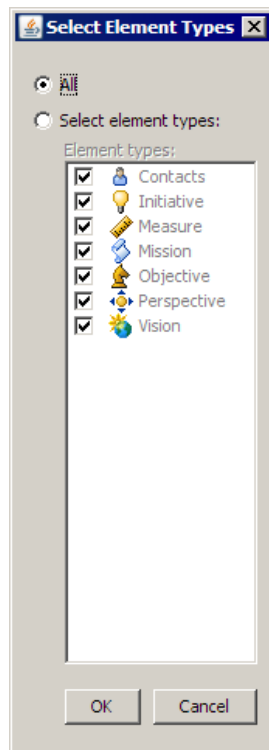 Select Element Types
All
Select element types:
Element types:
Contacts
Initiative
Measure
Mission
Objective
Perspective
Vision
OK Cancel